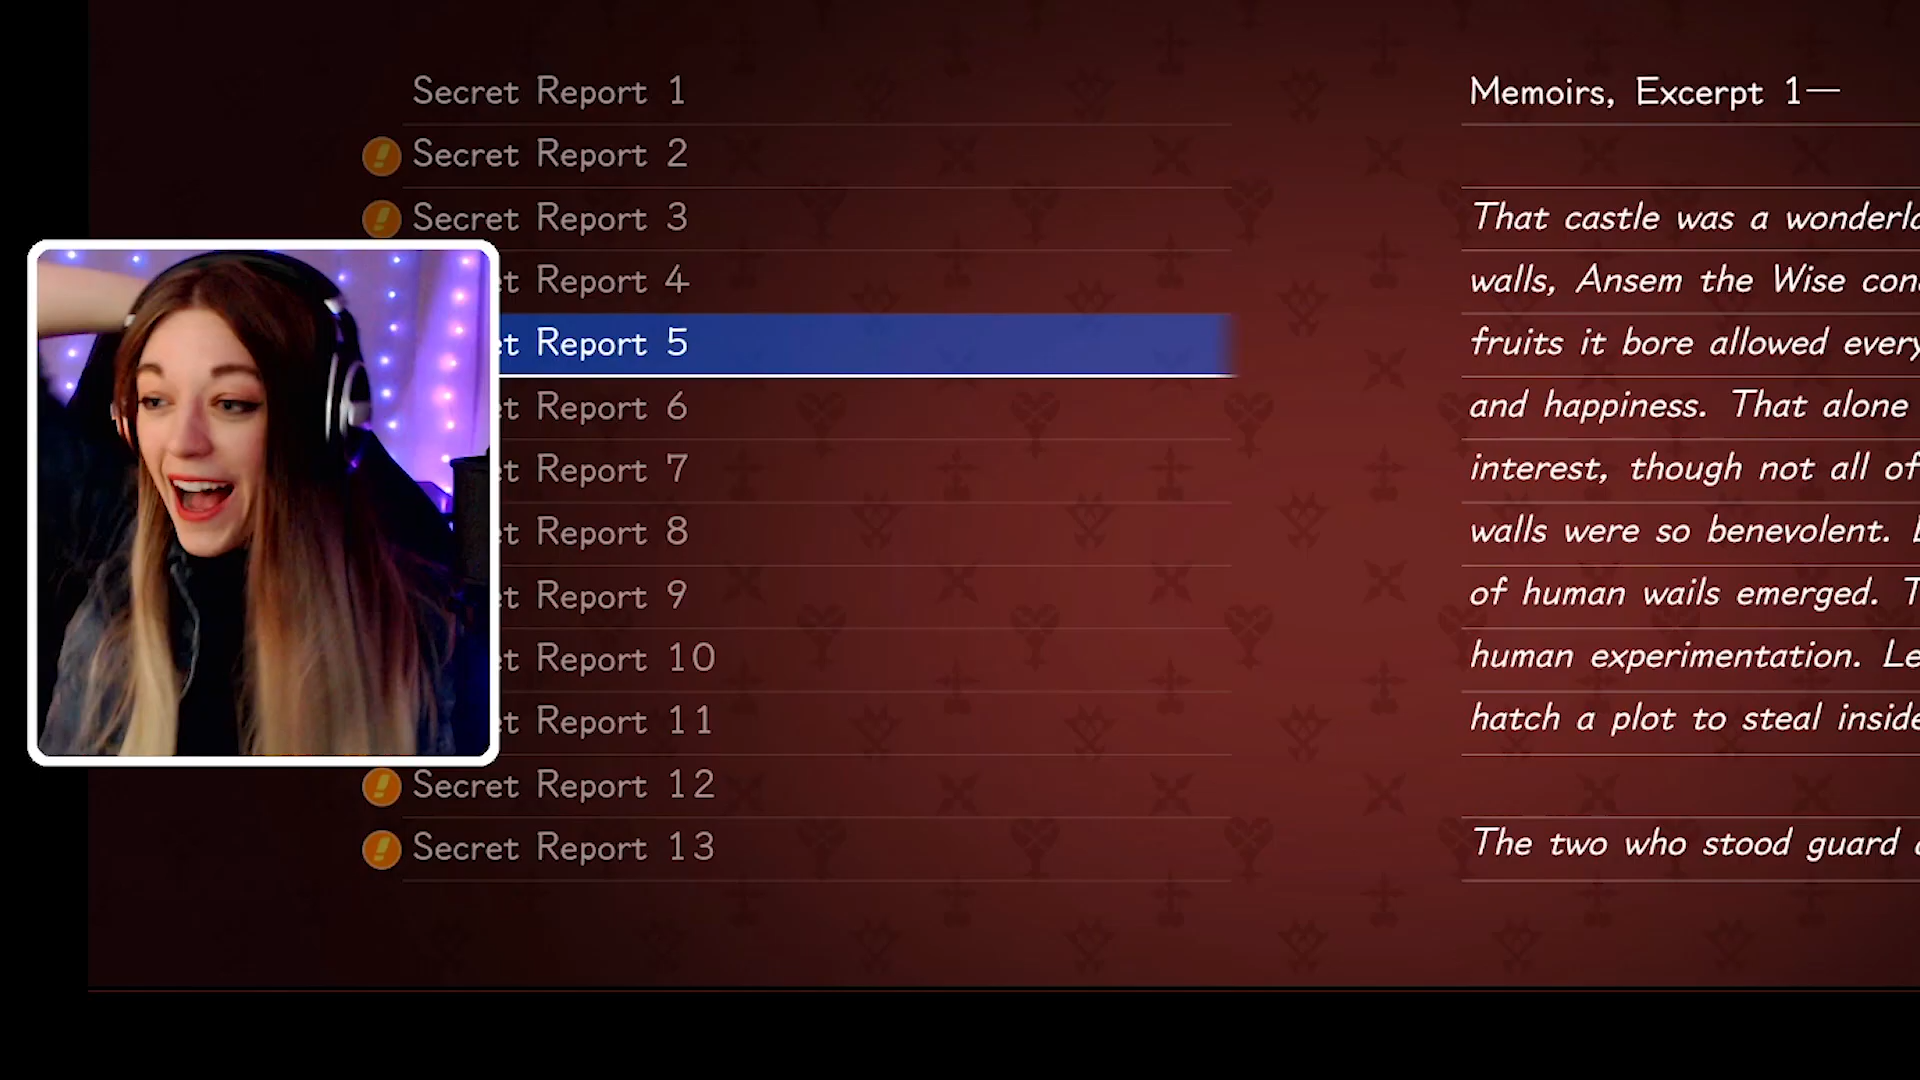 Secret Report 1
Secret Report 2
Secret Report 3
Report 4
Report 5
Report 6
Report 7
Report 8
Report 9
Report 10
Report 11
Secret Report 12
Secret Report 13
Memoirs, Excerpt 1—
That castle was a
walls, Ansem the Wise
fruits it bore allowed
and happiness. That alone
interest, though not all of
walls were so benevolent.
of human wails emerged.
human experimentation.
hatch a plot to steal
The two who stood guard